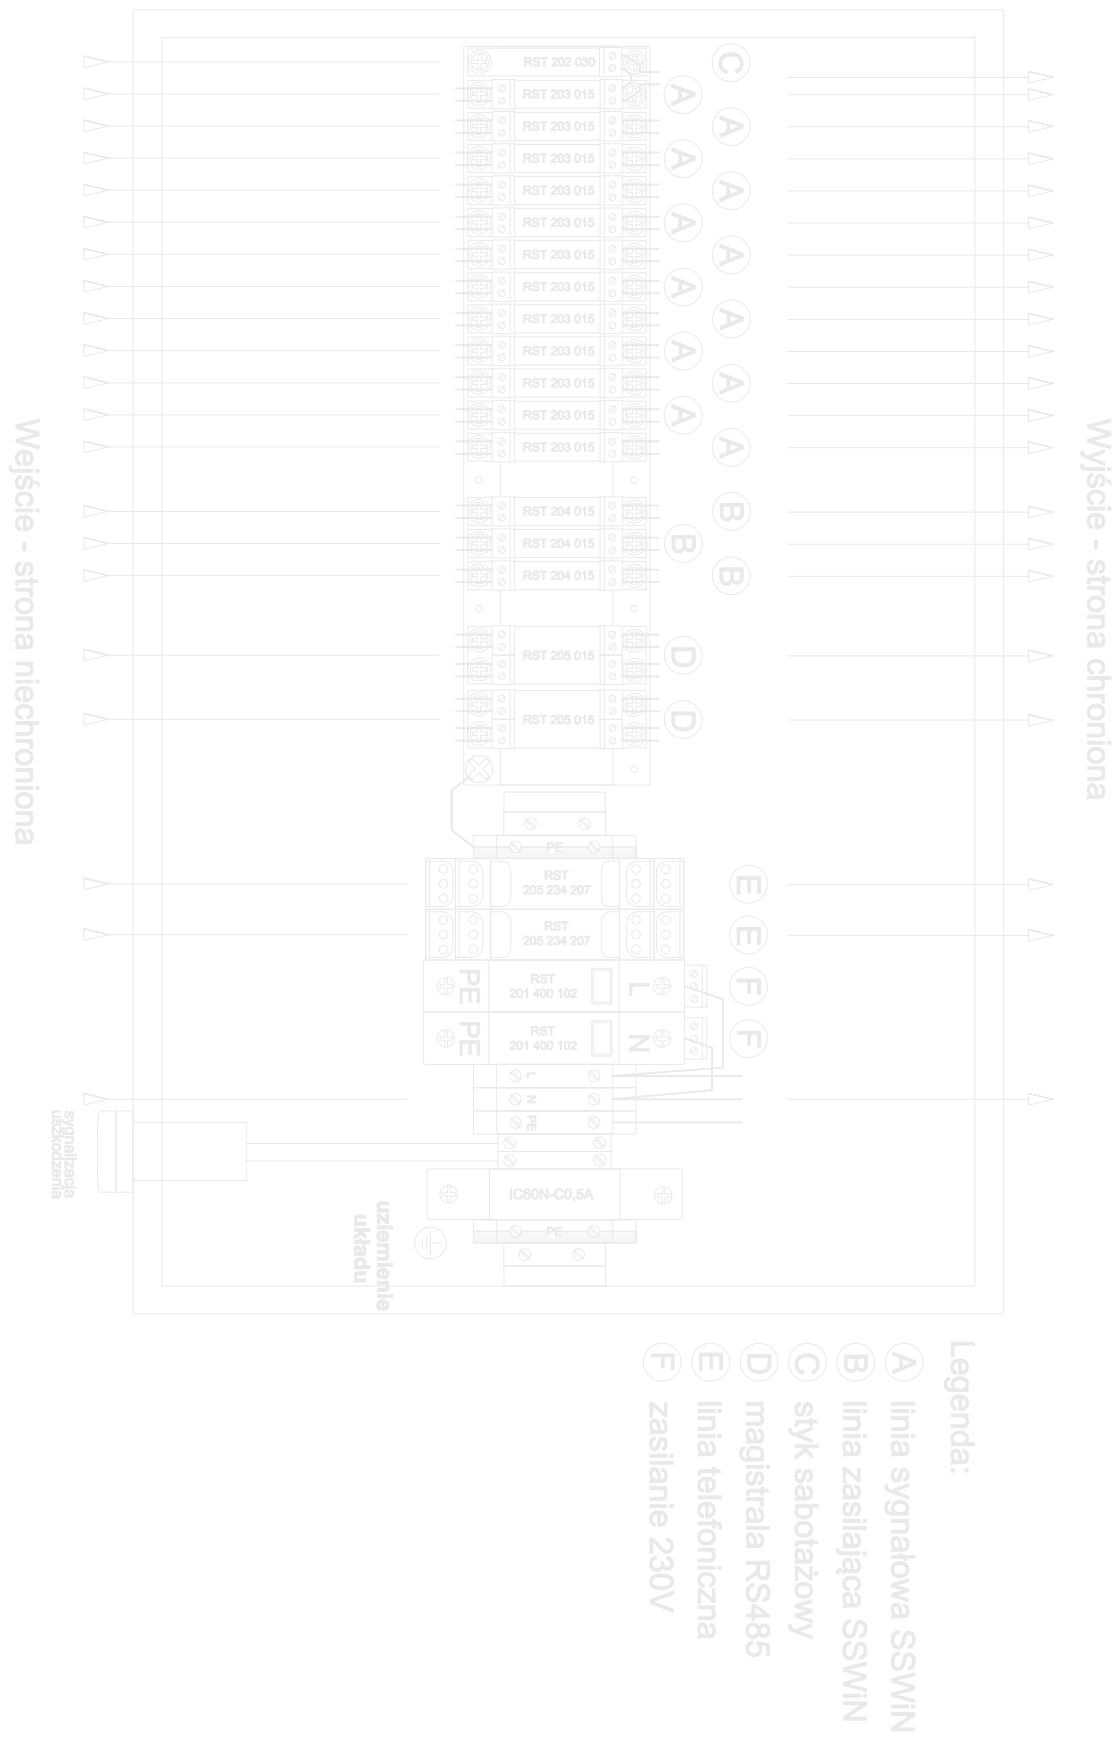 Wejście - strona niechroniona
Wyjście - strona chroniona
RST 202 030
C
RST 203 015
A
RST 203 015
A
RST 203 015
A
RST 203 015
A
RST 203 015
A
RST 203 015
A
RST 203 015
A
RST 203 015
A
RST 203 015
A
RST 203 015
A
RST 203 015
A
RST 203 015
A
RST 204 015
B
RST 204 015
B
RST 204 015
B
RST 205 015
D
RST 205 015
D
PE
RST
205 234 207
E
RST
205 234 207
E
PE
RST
201 400 102
L
F
PE
RST
201 400 102
N
F
L
N
PE
sygnalizacja
uszkodzenia
IC60N-C0,5A
PE
uziemienie
układu
Legenda:
A linia sygnałowa SSWiN
B linia zasilająca SSWiN
C styk sabotażowy
D magistrala RS485
E linia telefoniczna
F zasilanie 230V